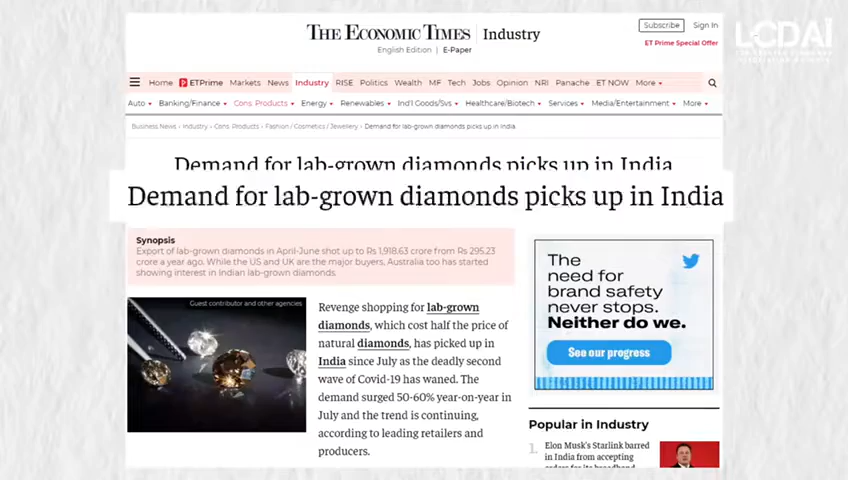 THE ECONOMIC TIMES | Industry
English Edition | E-Paper
Subscribe Sign In
ET Prime Special Offer
LCDAI
Home ETPrime Markets News Industry RISE Politics Wealth MF Tech Jobs Opinion NRI Panache ET NOW More
Auto Banking/Finance Cons. Products Energy Renewables Ind'l Goods/Svs Healthcare/Biotech Services Media/Entertainment More
Business News › Industry › Cons. Products › Fashion / Cosmetics / Jewellery › Demand for lab-grown diamonds picks up in India
Demand for lab-grown diamonds picks up in India
Demand for lab-grown diamonds picks up in India
Synopsis
Export of lab-grown diamonds in April-June shot up to Rs 1,918.63 crore from Rs 295.23
crore a year ago. While the US and UK are the major buyers, Australia too has started
showing interest in Indian lab-grown diamonds.
Guest contributor and other agencies
Revenge shopping for lab-grown
diamonds, which cost half the price of
natural diamonds, has picked up in
India since July as the deadly second
wave of Covid-19 has waned. The
demand surged 50-60% year-on-year in
July and the trend is continuing,
according to leading retailers and
producers.
The
need for
brand safety
never stops.
Neither do we.
See our progress
Popular in Industry
1. Elon Musk's Starlink barred
in India from accepting
orders for its broadband